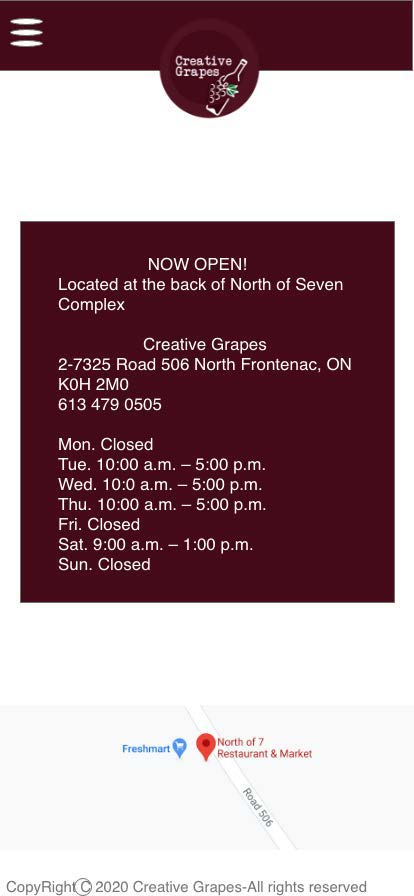 Creative
Grapes
NOW OPEN!
Located at the back of North of Seven
Complex
Creative Grapes
2-7325 Road 506 North Frontenac, ON
K0H 2M0
613 479 0505
Mon. Closed
Tue. 10:00 a.m. – 5:00 p.m.
Wed. 10:0 a.m. – 5:00 p.m.
Thu. 10:00 a.m. – 5:00 p.m.
Fri. Closed
Sat. 9:00 a.m. – 1:00 p.m.
Sun. Closed
Freshmart
North of 7
Restaurant & Market
Road 506
CopyRight© 2020 Creative Grapes-All rights reserved